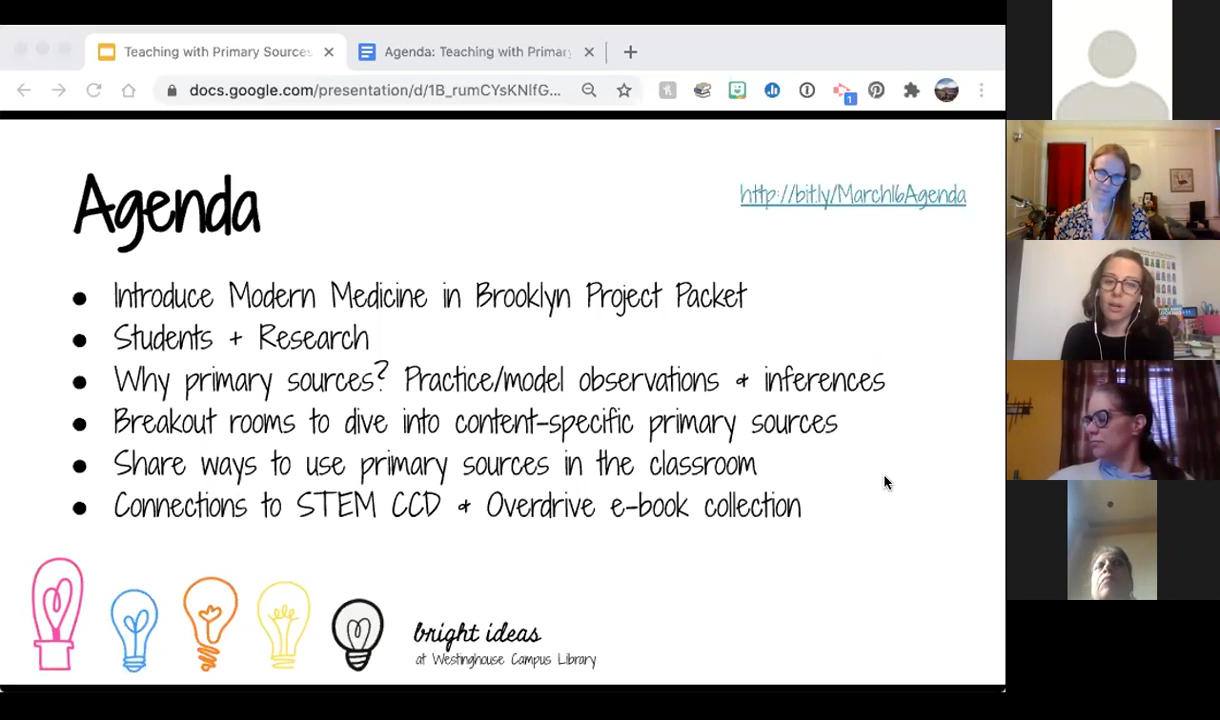 Teaching with Primary Sources
Agenda: Teaching with Primary
docs.google.com/presentation/d/1B_rumCYsKNlfG...
1
Agenda
http://bit.ly/March16Agenda
Introduce Modern Medicine in Brooklyn Project Packet
Students + Research
Why primary sources? Practice/model observations & inferences
Breakout rooms to dive into content-specific primary sources
Share ways to use primary sources in the classroom
Connections to STEM CCD & Overdrive e-book collection
bright ideas
at Westinghouse Campus Library